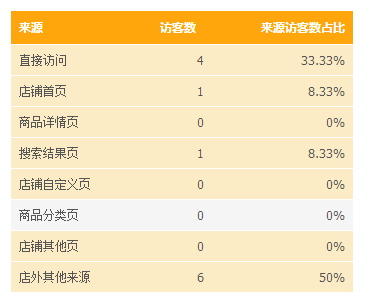 来源 访客数 来源访客数占比
直接访问 4 33.33%
店铺首页 1 8.33%
商品详情页 0 0%
搜索结果页 1 8.33%
店铺自定义页 0 0%
商品分类页 0 0%
店铺其他页 0 0%
店外其他来源 6 50%